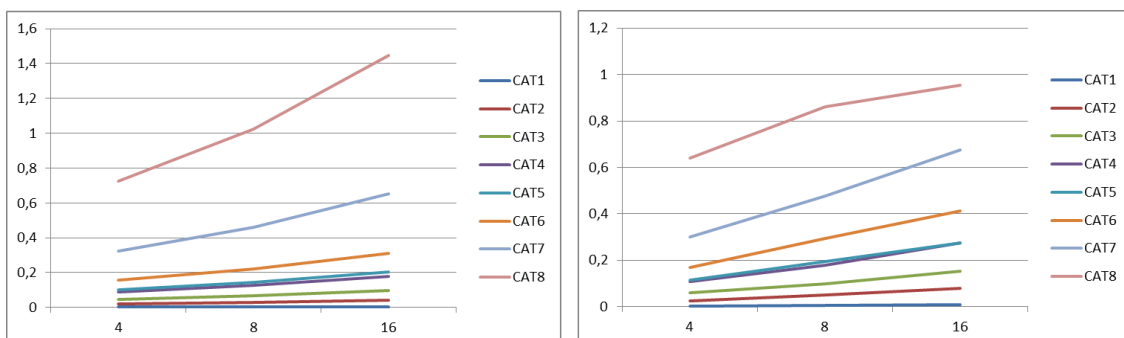 1,6
1,4
1,2
1
0,8
0,6
0,4
0,2
0
4 8 16
CAT1
CAT2
CAT3
CAT4
CAT5
CAT6
CAT7
CAT8
1,2
1
0,8
0,6
0,4
0,2
0
4 8 16
CAT1
CAT2
CAT3
CAT4
CAT5
CAT6
CAT7
CAT8